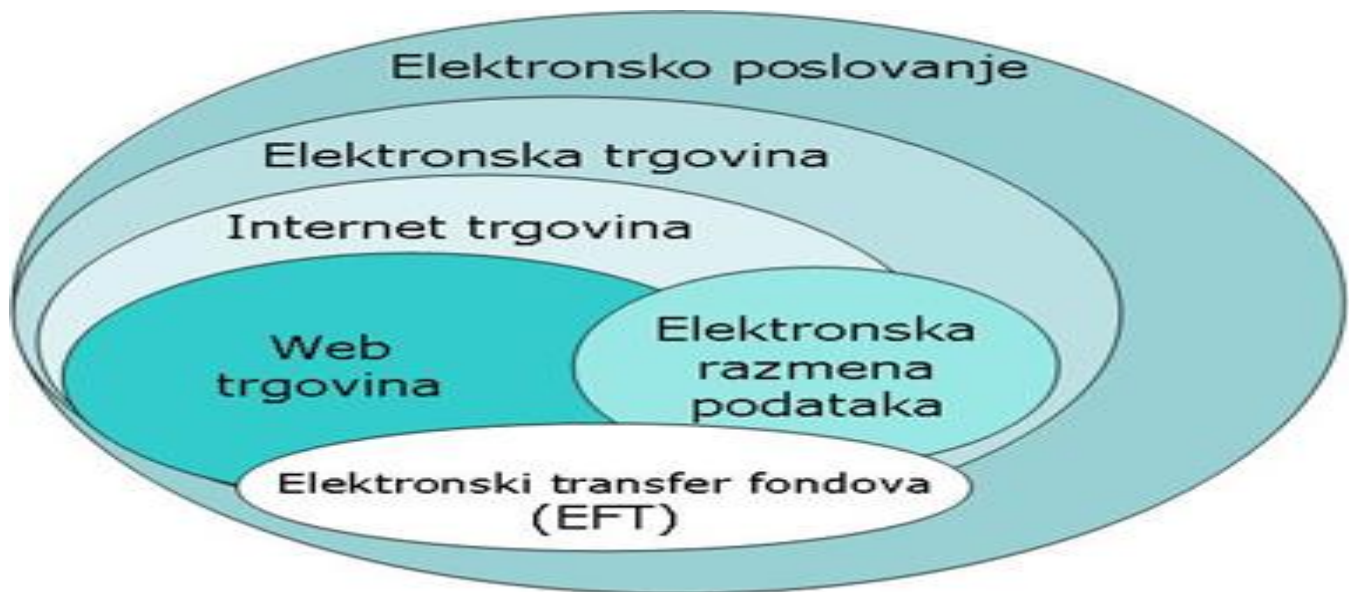 Elektronsko poslovanje
Elektronska trgovina
Internet trgovina
Web
trgovina
Elektronska
razmena
podataka
Elektronski transfer fondova
(EFT)